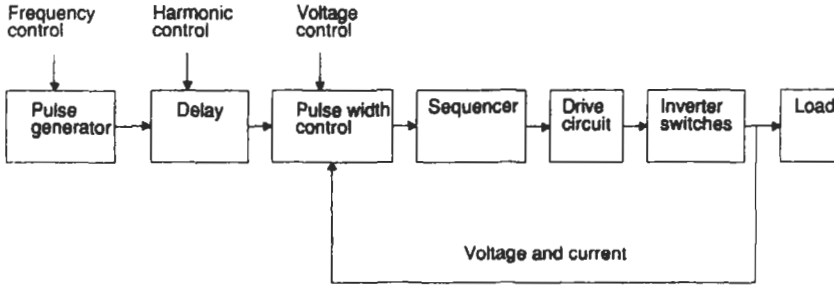 Frequency
control
Harmonic
control
Voltage
control
Pulse
generator
Delay
Pulse width
control
Sequencer
Drive
circuit
Inverter
switches
Load
Voltage and current